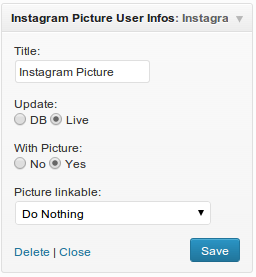 Instagram Picture User Infos: Instagra
Title:
Instagram Picture
Update:
DB Live
With Picture:
No Yes
Picture linkable:
Do Nothing
Delete | Close Save